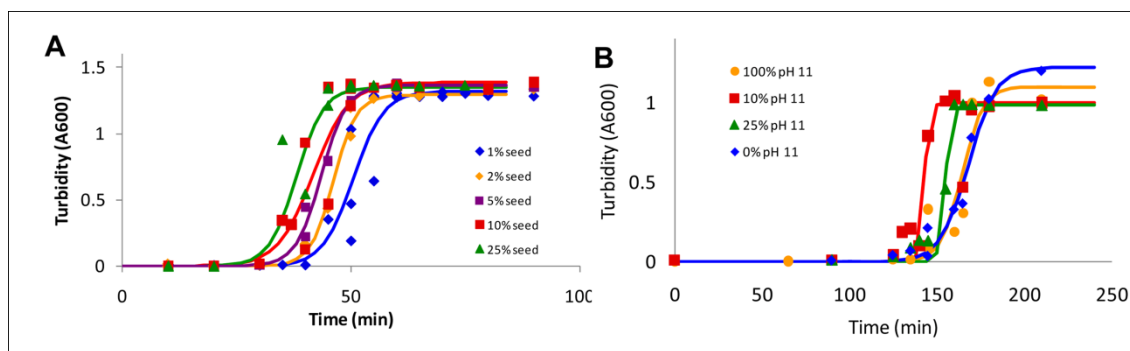 A
Turbidity (A600)
1.5
1
0.5
0
0
50
100
Time (min)
1% seed
2% seed
5% seed
10% seed
25% seed
B
Turbidity (A600)
1
0.5
0
0
50
100
150
200
250
Time (min)
100% pH 11
10% pH 11
25% pH 11
0% pH 11